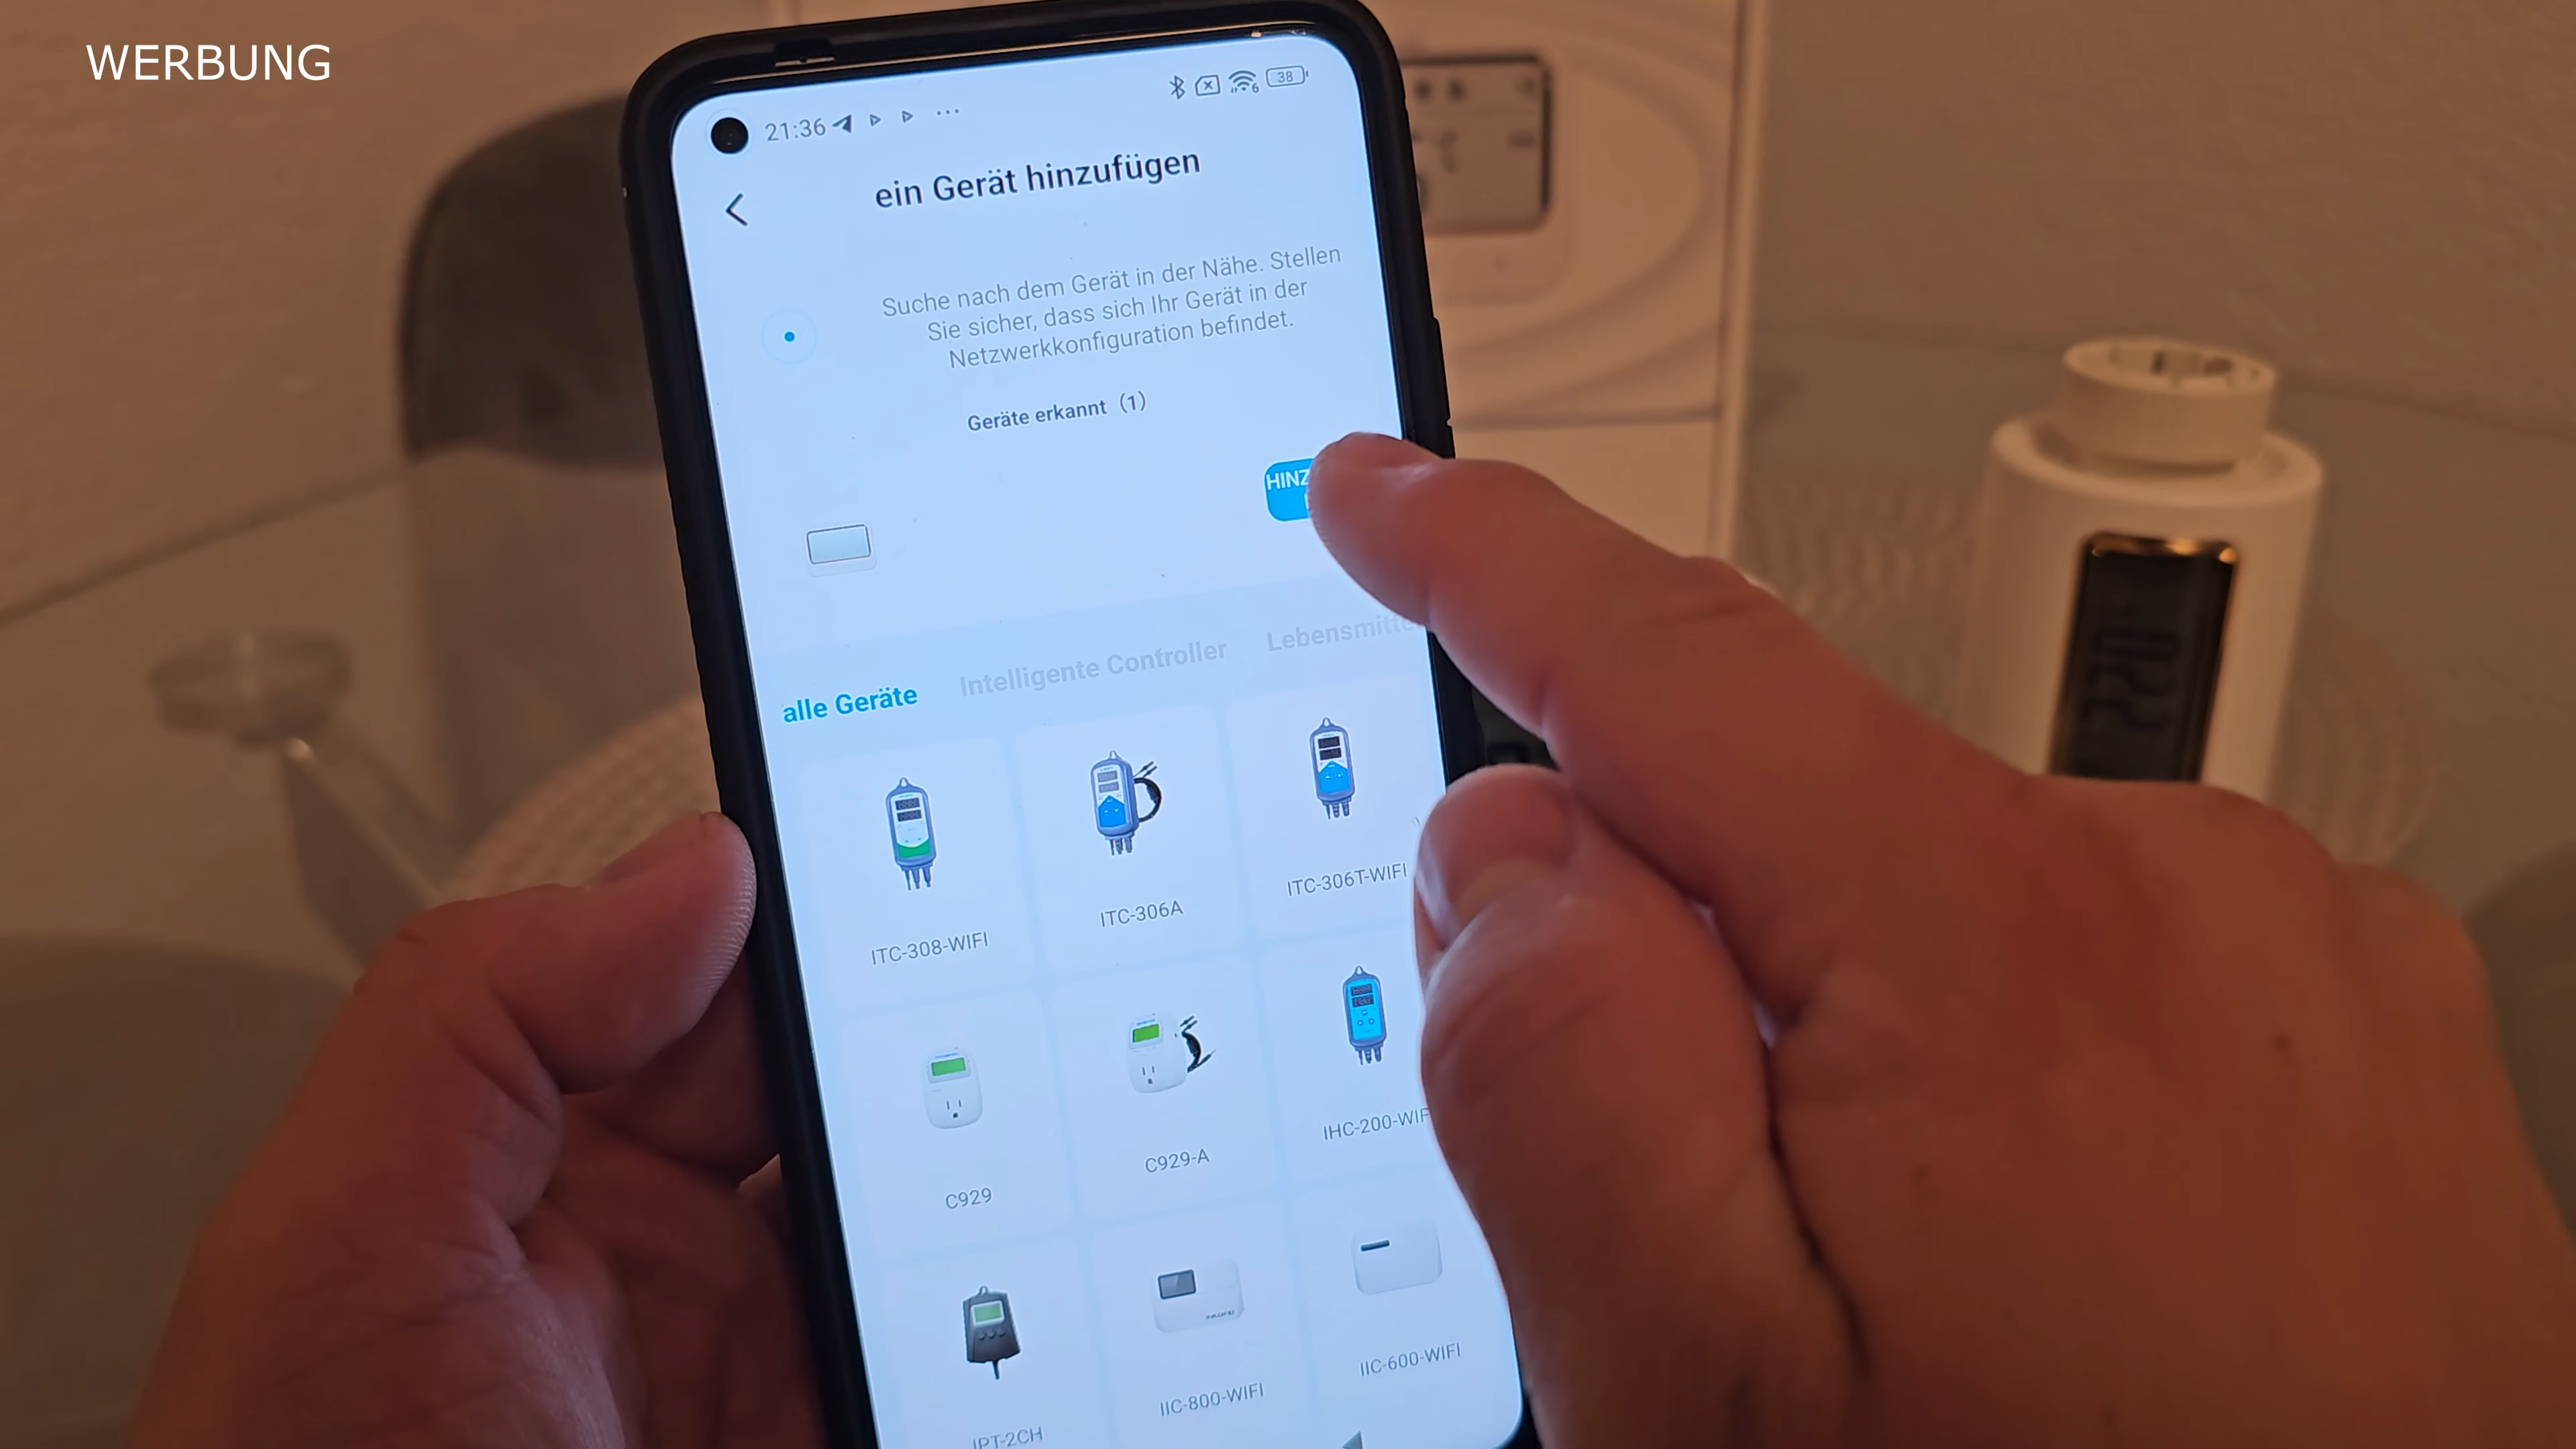 WERBUNG
21:36
38
ein Gerät hinzufügen
Suche nach dem Gerät in der Nähe. Stellen
Sie sicher, dass sich Ihr Gerät in der
Netzwerkkonfiguration befindet.
Geräte erkannt (1)
HINZ
alle Geräte
Intelligente Controller
Lebensmitte
ITC-308-WIFI
ITC-306A
ITC-306T-WIFI
C929
C929-A
IHC-200-WIF
IPT-2CH
IIC-800-WIFI
IIC-600-WIFI